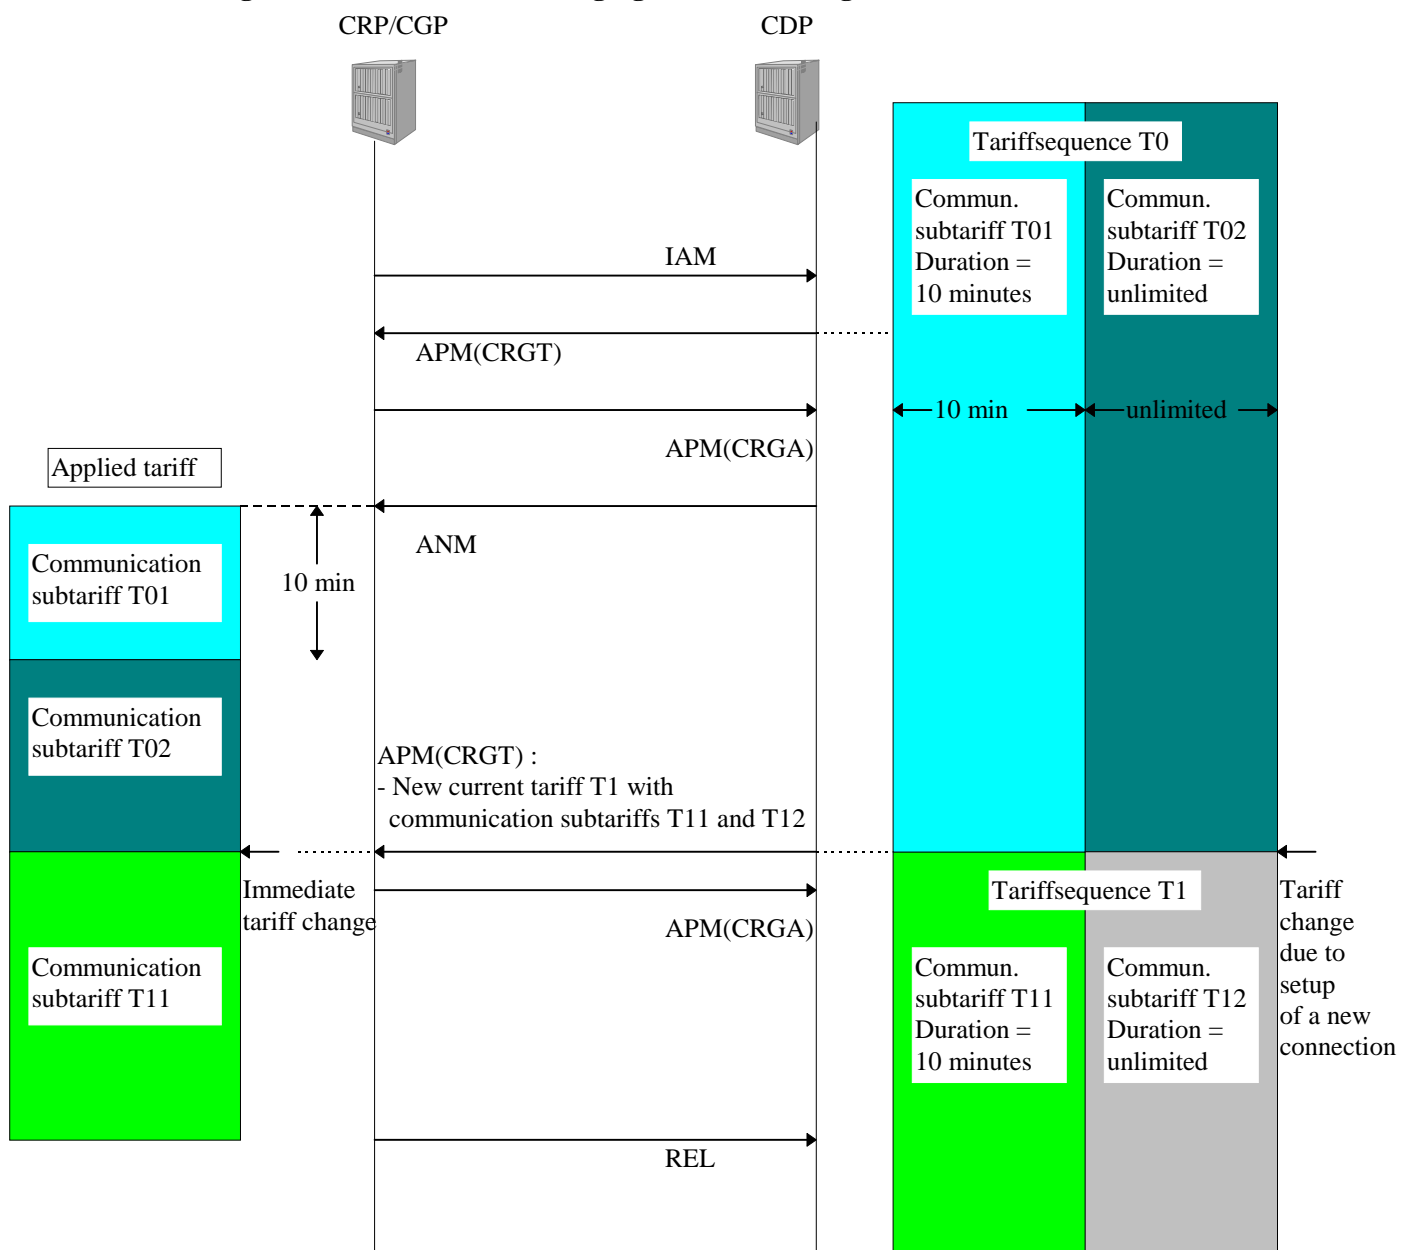 CRP/CGP
CDP
Tariffsequence T0
Commun.
subtariff T01
Duration =
10 minutes
Commun.
subtariff T02
Duration =
unlimited
IAM
APM(CRGT)
10 min
unlimited
APM(CRGA)
Applied tariff
ANM
Communication
subtariff T01
10 min
Communication
subtariff T02
APM(CRGT) :
- New current tariff T1 with
communication subtariffs T11 and T12
Immediate
tariff change
APM(CRGA)
Tariffsequence T1
Tariff
change
due to
setup
of a new
connection
Communication
subtariff T11
Commun.
subtariff T11
Duration =
10 minutes
Commun.
subtariff T12
Duration =
unlimited
REL